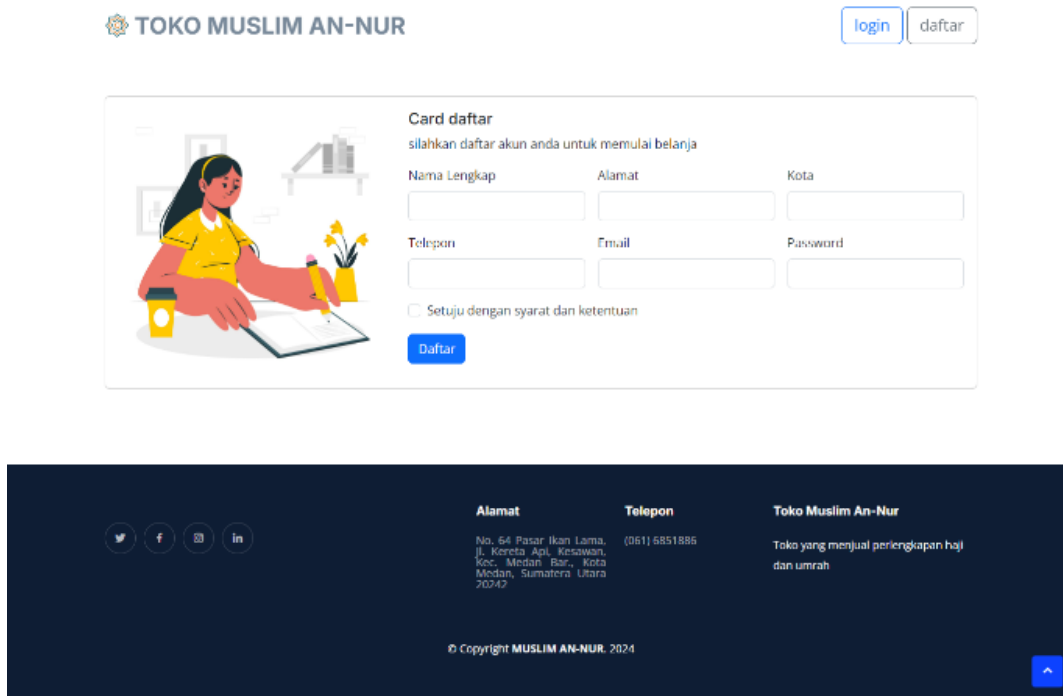 TOKO MUSLIM AN-NUR
login
daftar
Card daftar
silahkan daftar akun anda untuk memulai belanja
Nama Lengkap
Alamat
Kota
Telepon
Email
Password
Setuju dengan syarat dan ketentuan
Daftar
Alamat
No. 64 Pasar Ikan Lama,
Jl. Kereta Api, Kesawan,
Kec. Medan Bar., Kota
Medan, Sumatera Utara
20242
Telepon
(061) 6851886
Toko Muslim An-Nur
Toko yang menjual perlengkapan haji
dan umrah
© Copyright MUSLIM AN-NUR. 2024